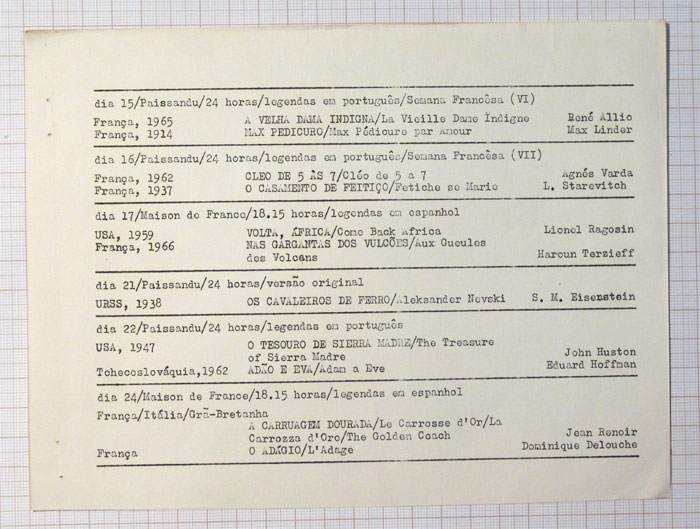 dia 15/Paissandu/24 horas/legendas em português/Semana Francêsa (VI)
França, 1965 A VELHA DAMA INDIGNA/La Vieille Dame Indigne René Allio
França, 1914 MAX PEDICURO/Max Pédicure par Amour Max Linder
dia 16/Paissandu/24 horas/legendas em português/Semana Francêsa (VII)
França, 1962 CLEO DE 5 ÀS 7/Cléo de 5 a 7 Agnés Varda
França, 1937 O CASAMENTO DE FEITIÇO/Fetiche se Marie L. Starevitch
dia 17/Maison de France/18.15 horas/legendas em espanhol
USA, 1959 VOLTA, ÁFRICA/Come Back Africa Lionel Ragosin
França, 1966 NAS GARGANTAS DOS VULCÕES/Aux Gueules
des Volcans Haroun Terzieff
dia 21/Paissandu/24 horas/versão original
URSS, 1938 OS CAVALEIROS DE FERRO/Aleksander Nevski S. M. Eisenstein
dia 22/Paissandu/24 horas/legendas em português
USA, 1947 O TESOURO DE SIERRA MADRE/The Treasure
of Sierra Madre John Huston
Tchecoslováquia,1962 ADÃO E EVA/Adam a Eve Eduard Hoffman
dia 24/Maison de France/18.15 horas/legendas em espanhol
França/Itália/Grã-Bretanha
A CARRUAGEM DOURADA/Le Carrosse d'Or/La
Carrozza d'Oro/The Golden Coach Jean Renoir
França O ADÁGIO/L'Adage Dominique Delouche